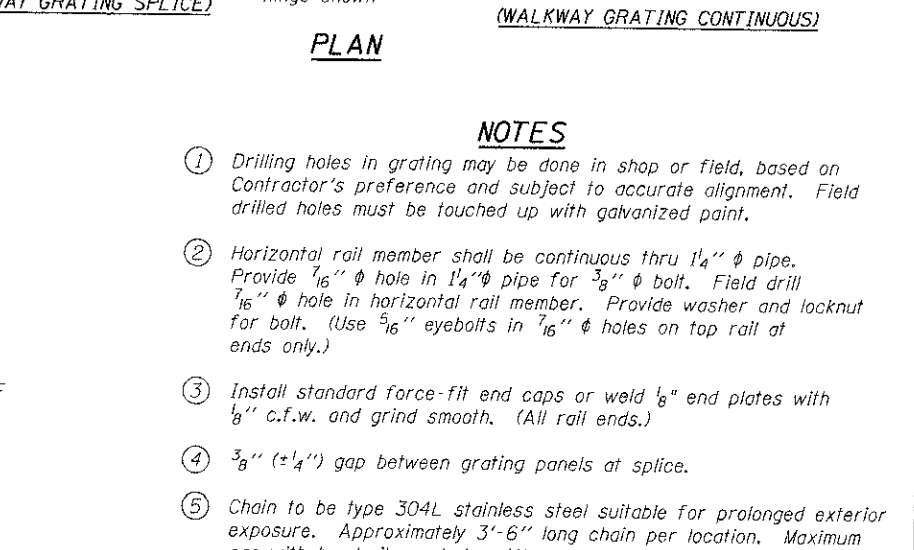 GRATING SPLICE)
(WALKWAY GRATING CONTINUOUS)
PLAN
NOTES
① Drilling holes in grating may be done in shop or field, based on
Contractor's preference and subject to accurate alignment. Field
drilled holes must be touched up with galvanized paint.
② Horizontal rail member shall be continuous thru 1¼'' ϕ pipe.
Provide 7/16'' ϕ hole in 1¼''ϕ pipe for 3/8'' ϕ bolt. Field drill
7/16'' ϕ hole in horizontal rail member. Provide washer and locknut
for bolt. (Use 5/16'' eyebolts in 7/16'' ϕ holes on top rail at
ends only.)
③ Install standard force-fit end caps or weld 1/8" end plates with
1/8'' c.f.w. and grind smooth. (All rail ends.)
④ 3/8'' (±1/4'') gap between grating panels at splice.
⑤ Chain to be type 304L stainless steel suitable for prolonged exterior
exposure. Approximately 3'-6'' long chain per location. Maximum